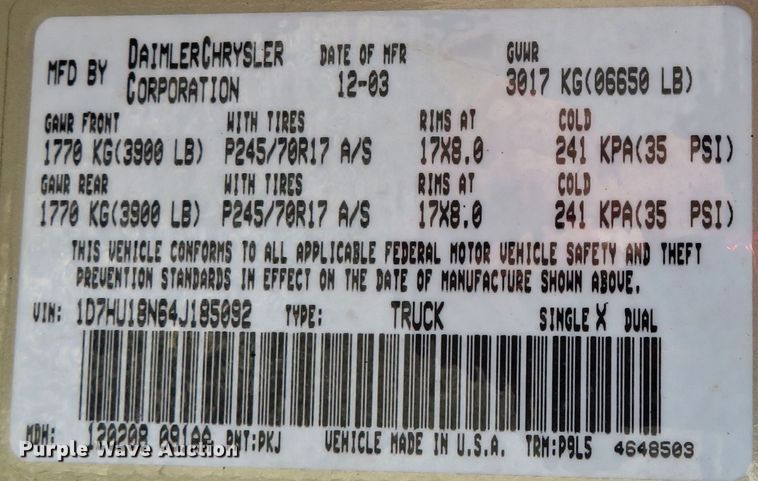 MFD BY DAIMLERCHRYSLER CORPORATION DATE OF MFR 12-03 GVWR 3017 KG(06650 LB)
GAWR FRONT WITH TIRES RIMS AT COLD
1770 KG(3900 LB) P245/70R17 A/S 17X8.0 241 KPA(35 PSI)
GAWR REAR WITH TIRES RIMS AT COLD
1770 KG(3900 LB) P245/70R17 A/S 17X8.0 241 KPA(35 PSI)
THIS VEHICLE CONFORMS TO ALL APPLICABLE FEDERAL MOTOR VEHICLE SAFETY AND THEFT
PREVENTION STANDARDS IN EFFECT ON THE DATE OF MANUFACTURE SHOWN ABOVE.
VIN: 1D7HU18N64J185092 TYPE: TRUCK SINGLE X DUAL
MDH: 120208 091AA PNT:PKJ VEHICLE MADE IN U.S.A. TRM:P9L5 4648503
Purple Wave Auction